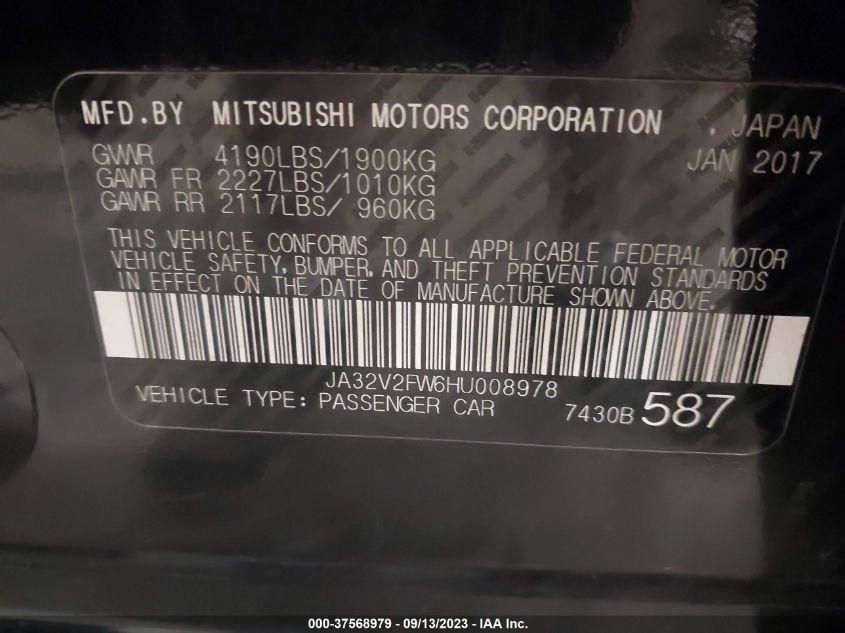 MFD.BY MITSUBISHI MOTORS CORPORATION , JAPAN
GVWR 4190LBS/1900KG JAN 2017
GAWR FR 2227LBS/1010KG
GAWR RR 2117LBS/ 960KG
THIS VEHICLE CONFORMS TO ALL APPLICABLE FEDERAL MOTOR
VEHICLE SAFETY, BUMPER, AND THEFT PREVENTION STANDARDS
IN EFFECT ON THE DATE OF MANUFACTURE SHOWN ABOVE.
JA32V2FW6HU008978
VEHICLE TYPE: PASSENGER CAR 7430B 587
000-37568979 - 09/13/2023 - IAA Inc.